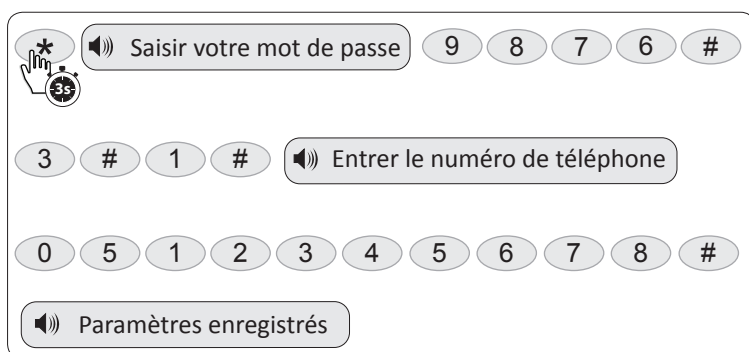 * Saisir votre mot de passe 9 8 7 6 #
3s
3 # 1 # Entrer le numéro de téléphone
0 5 1 2 3 4 5 6 7 8 #
Paramètres enregistrés